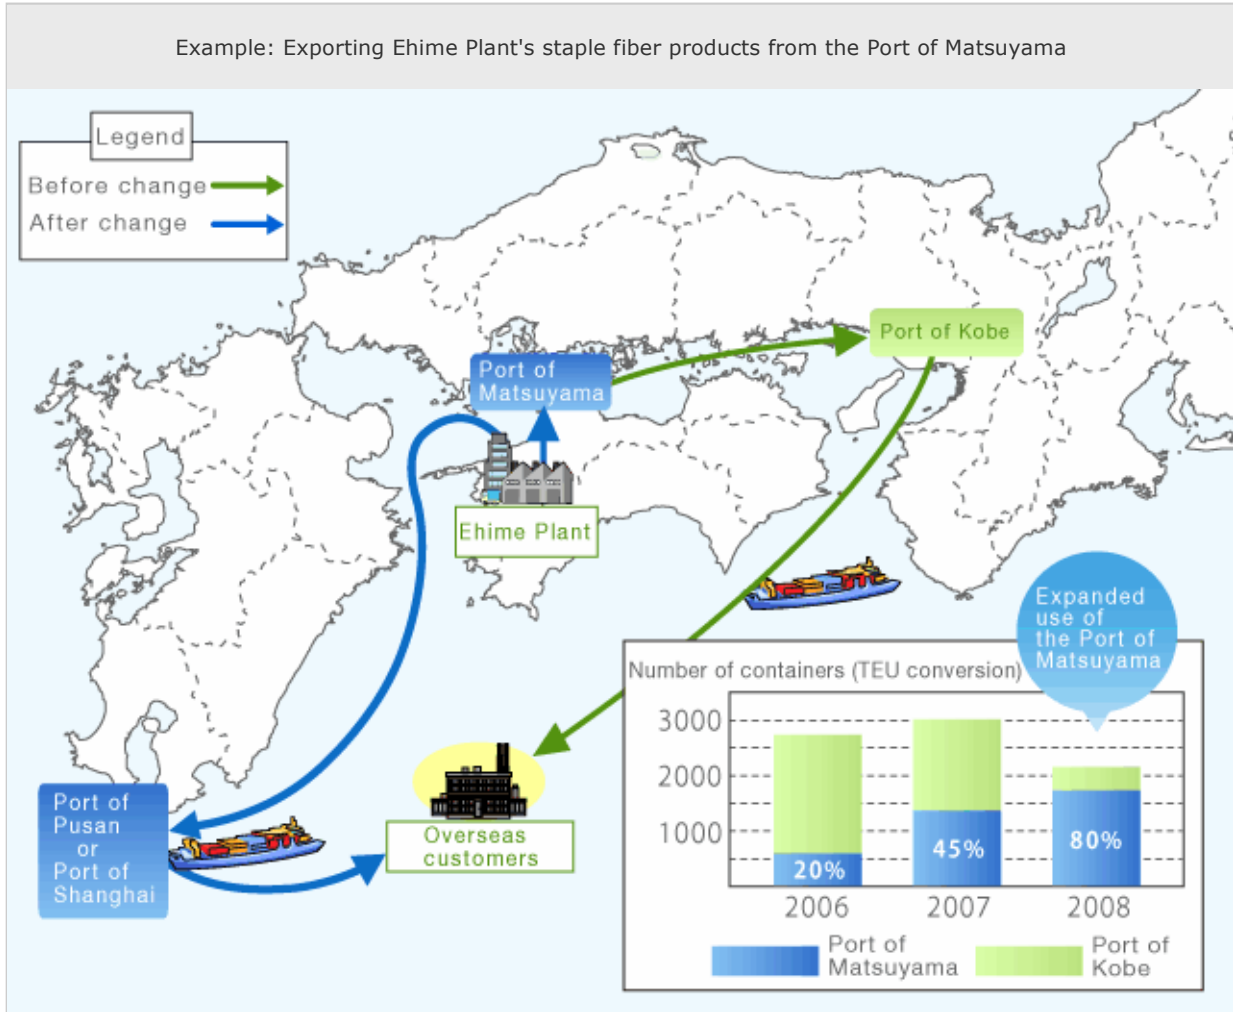 Example: Exporting Ehime Plant's staple fiber products from the Port of Matsuyama
Legend
Before change
After change
Port of Kobe
Port of
Matsuyama
Ehime Plant
Expanded
use of
the Port of
Matsuyama
Port of
Pusan
or
Port of
Shanghai
Overseas
customers
Number of containers (TEU conversion)
3000
2000
1000
20%
45%
80%
2006
2007
2008
Port of
Matsuyama
Port of
Kobe